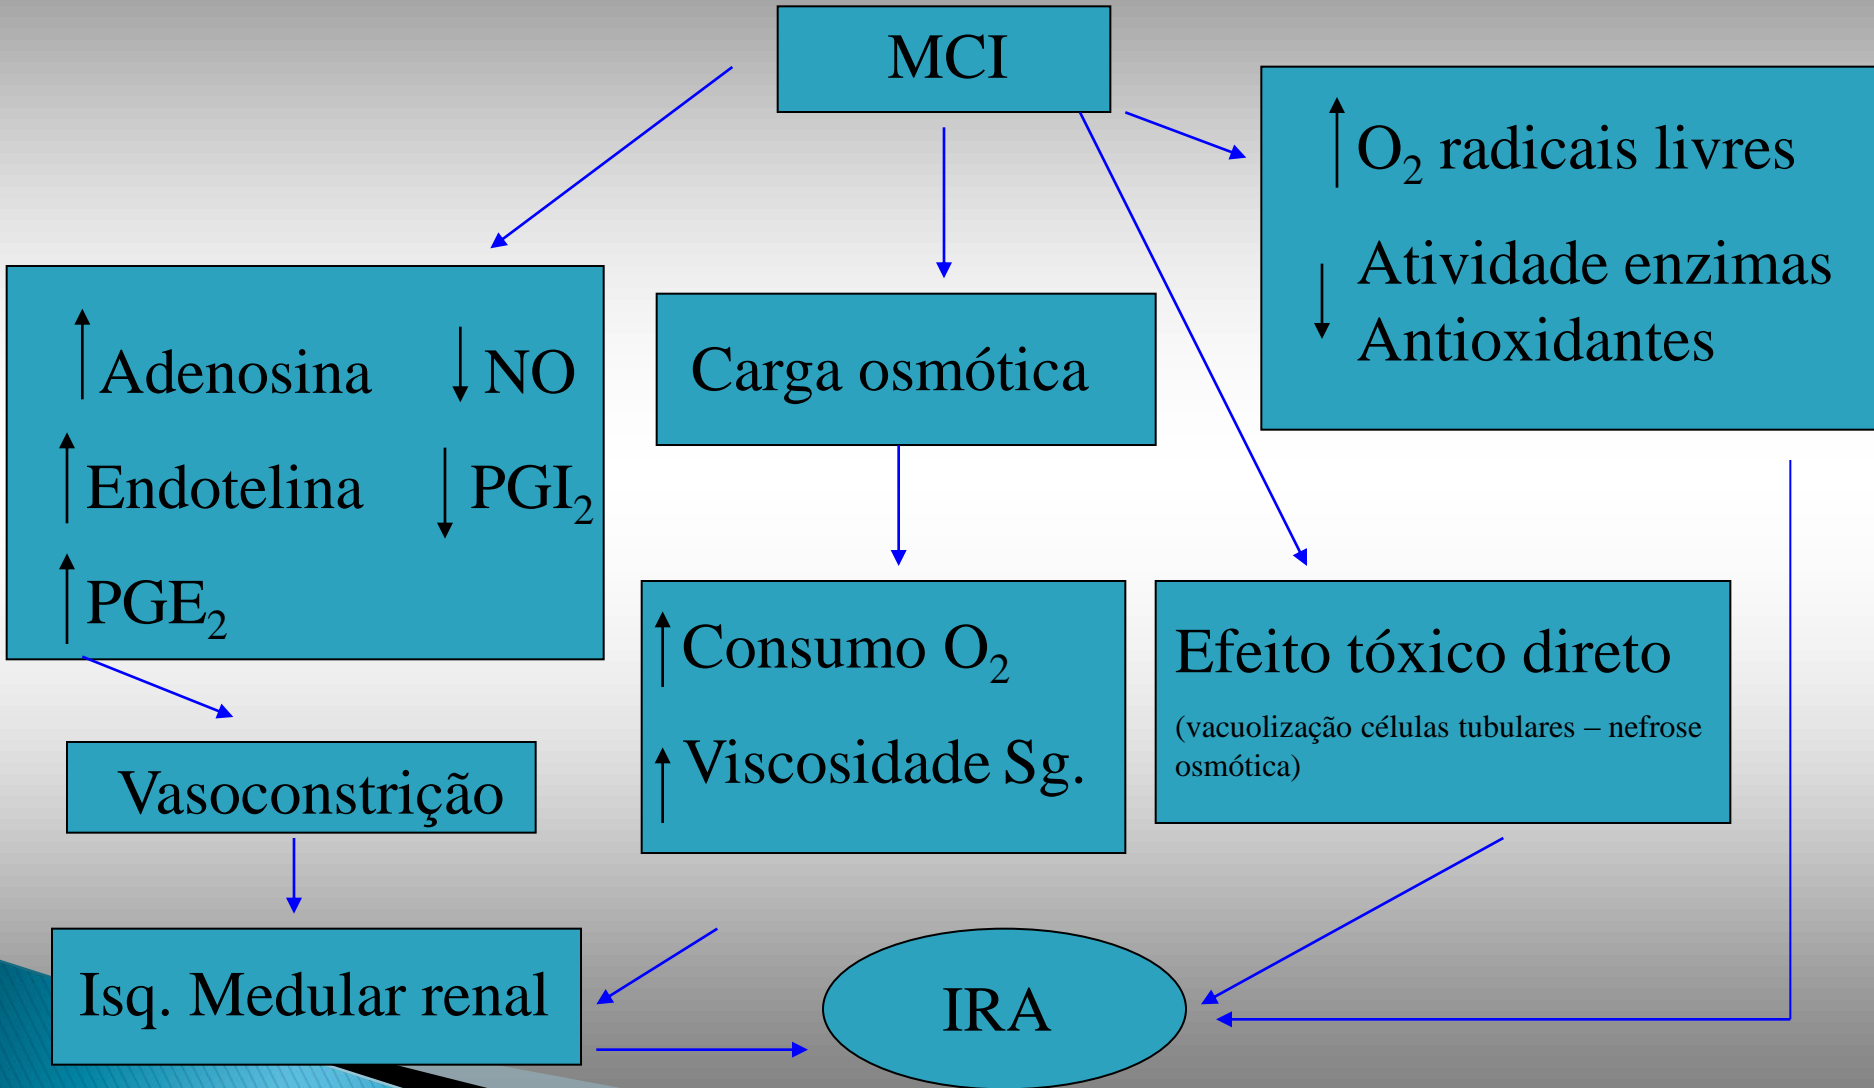 MCI
O₂ radicais livres
Atividade enzimas
Antioxidantes
Adenosina NO
Endotelina PGI₂
PGE₂
Carga osmótica
Consumo O₂
Viscosidade Sg.
Efeito tóxico direto
(vacuolização células tubulares – nefrose
osmótica)
Vasoconstrição
Isq. Medular renal
IRA